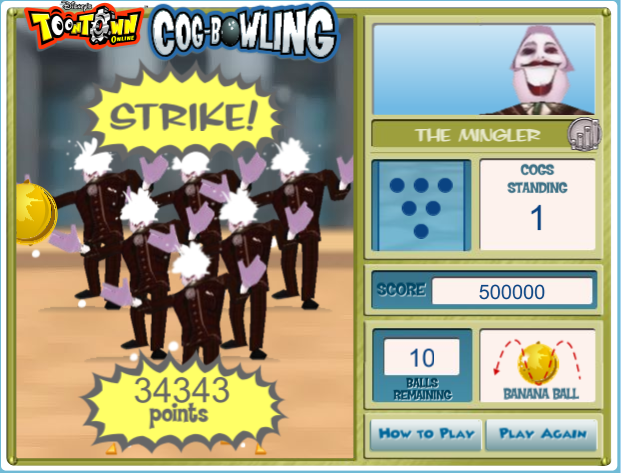 Disney's
TOONTOWN
ONLINE
COG-BOWLING
STRIKE!
34343
points
THE MINGLER
COGS
STANDING
1
SCORE 500000
10
BALLS
REMAINING
BANANA BALL
HOW TO PLAY
PLAY AGAIN